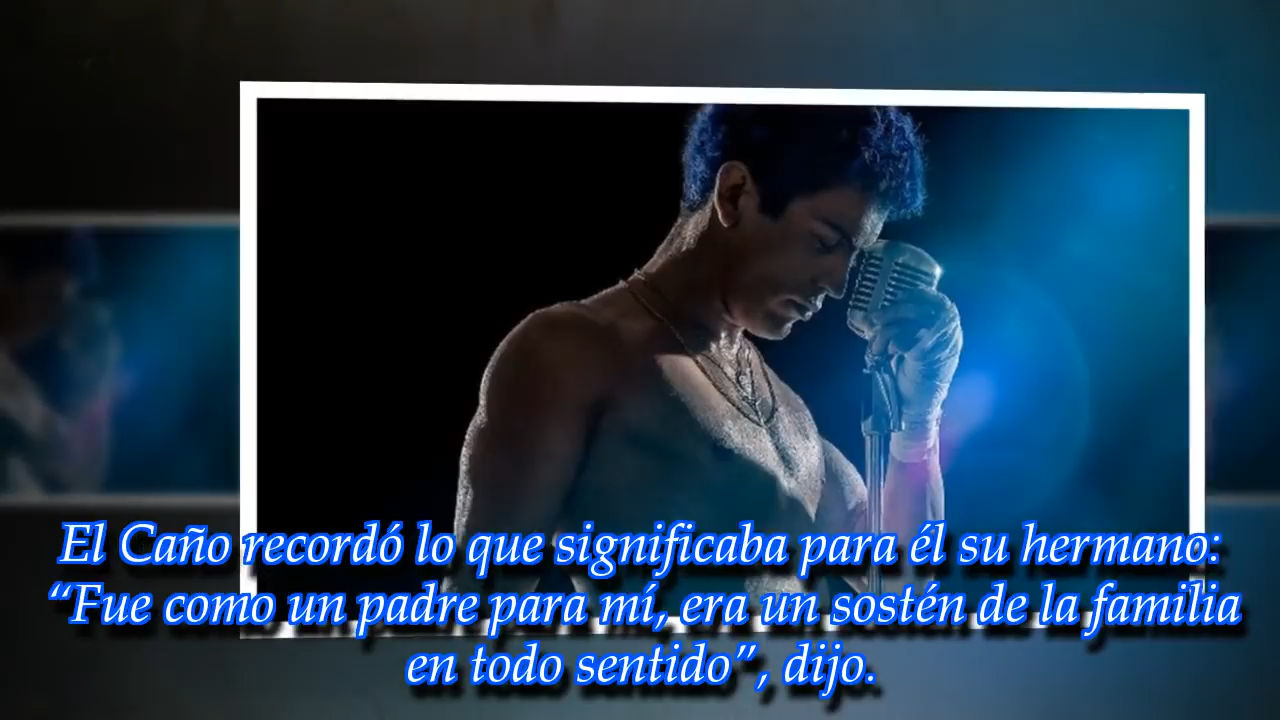 El Caño recordó lo que significaba para él su hermano:
“Fue como un padre para mí, era un sostén de la familia
en todo sentido”, dijo.